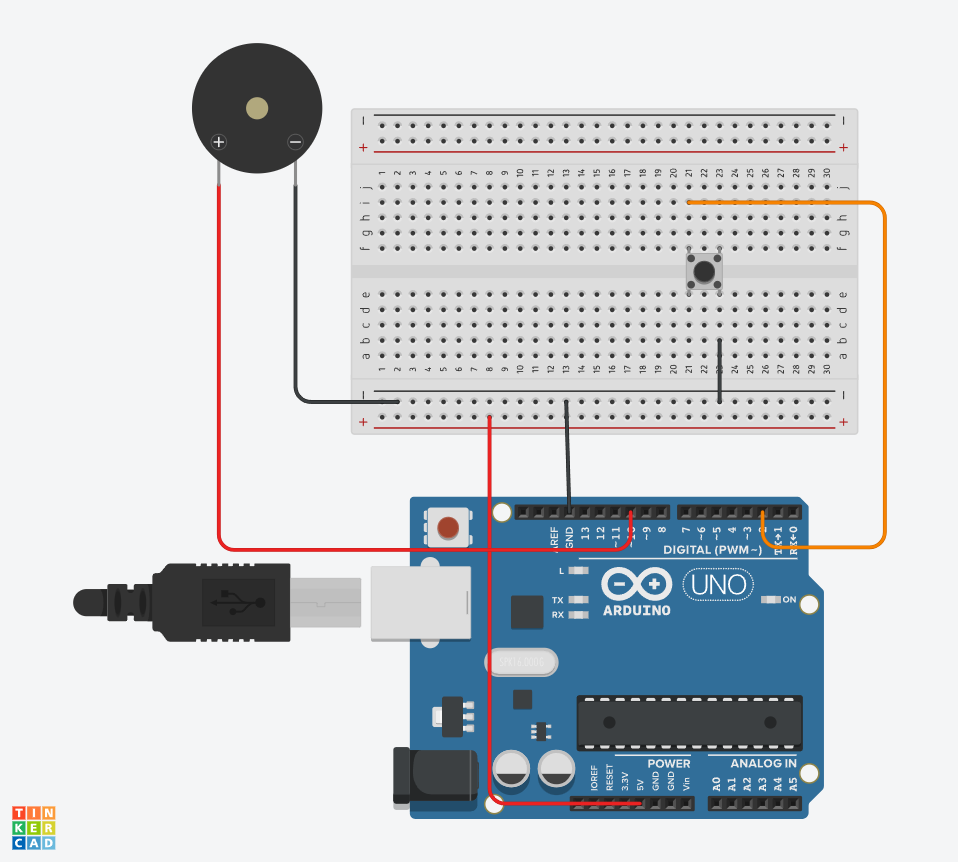 + −
− −
+ +
1 2 3 4 5 6 7 8 9 10 11 12 13 14 15 16 17 18 19 20 21 22 23 24 25 26 27 28 29 30
j j
i
h h
g g
f f
e e
d d
c c
b b
a a
1 2 3 4 5 6 7 8 9 10 11 12 13 14 15 16 17 18 19 20 21 22 23 24 25 26 27 28 29 30
− −
+ +
AREF GND 13 12 ~11 ~10 ~9 8 7 ~6 ~5 4 ~3 2 TX→1 RX←0
DIGITAL (PWM~)
L
TX
RX
ARDUINO
UNO
ON
POWER
ANALOG IN
IOREF RESET 3.3V 5V GND GND Vin A0 A1 A2 A3 A4 A5
TIN
KER
CAD